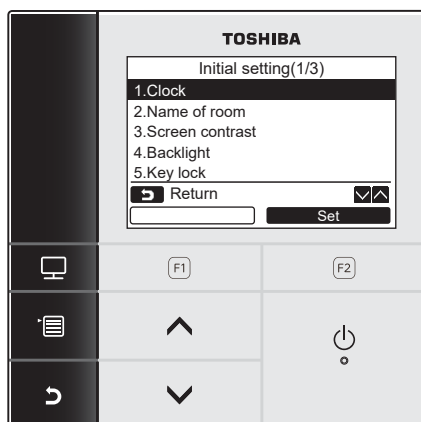 TOSHIBA
Initial setting(1/3)
1.Clock
2.Name of room
3.Screen contrast
4.Backlight
5.Key lock
Return
Set
F1
F2